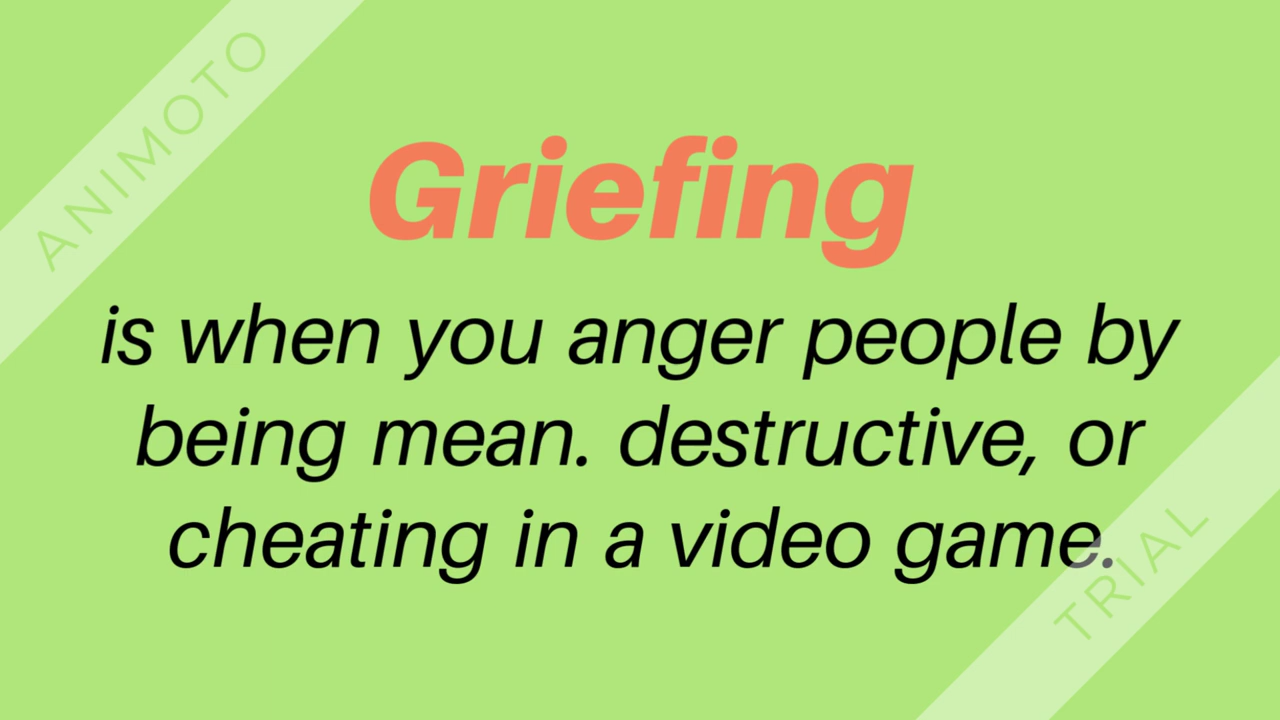 ANIMOTO
Griefing
is when you anger people by
being mean. destructive, or
cheating in a video game.
TRIAL